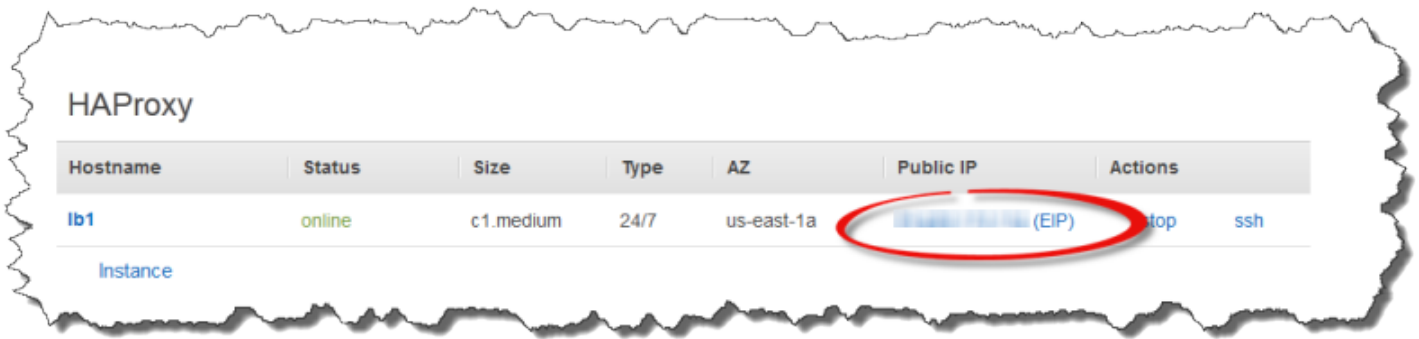 HAProxy
Hostname Status Size Type AZ Public IP Actions
lb1 online c1.medium 24/7 us-east-1a (EIP) stop ssh
Instance